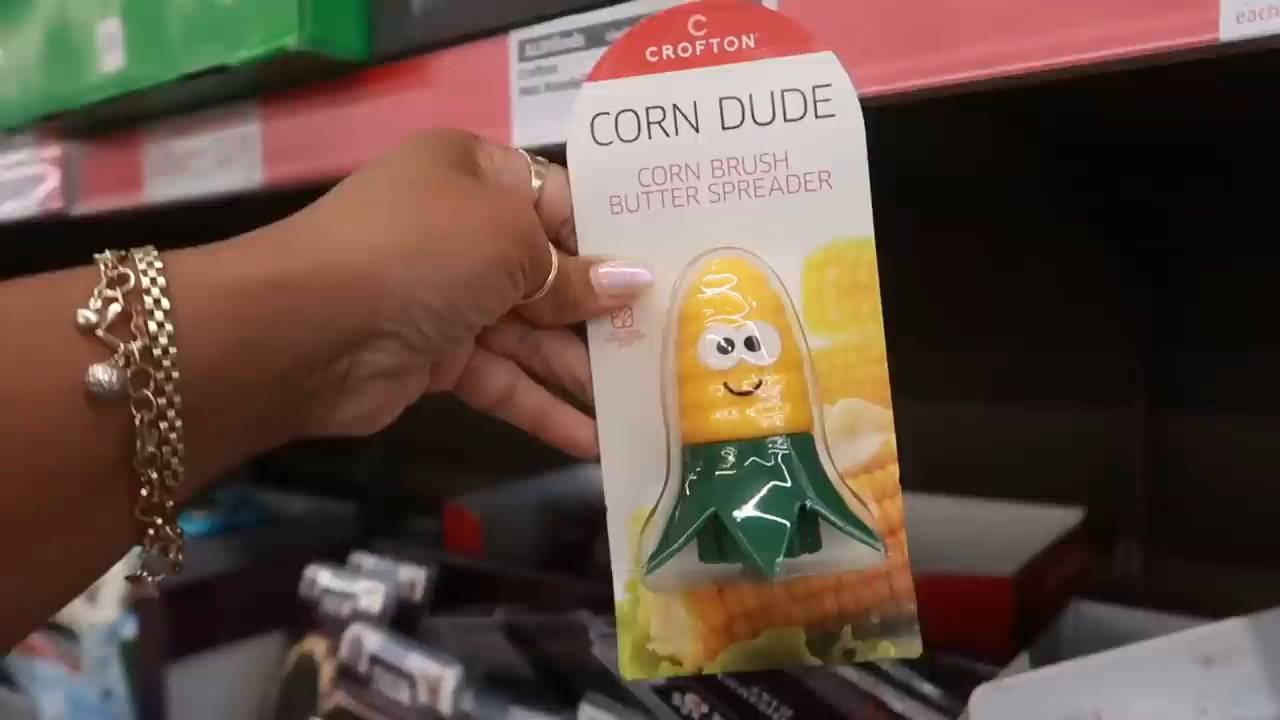 each
C
CROFTON
CORN DUDE
CORN BRUSH
BUTTER SPREADER